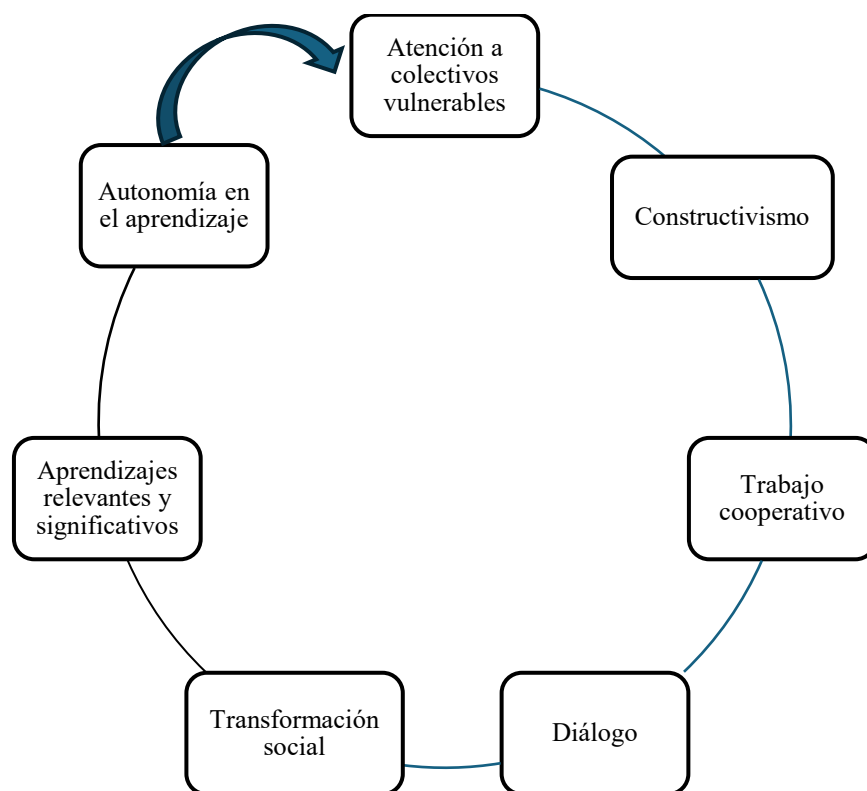 Atención a
colectivos
vulnerables
Constructivismo
Trabajo
cooperativo
Diálogo
Transformación
social
Aprendizajes
relevantes y
significativos
Autonomía en
el aprendizaje